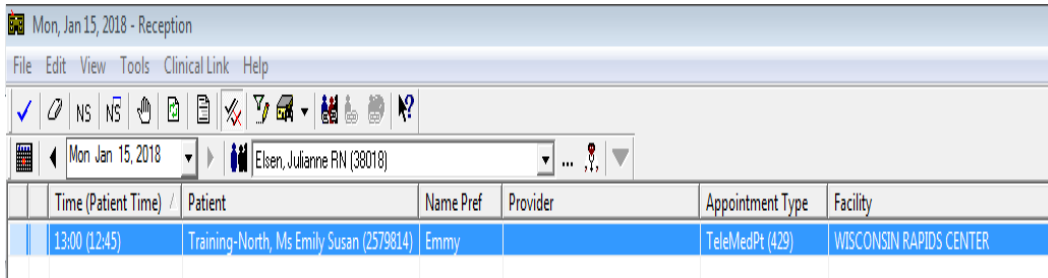 Mon, Jan 15, 2018 - Reception
File Edit View Tools Clinical Link Help
NS NS
Mon Jan 15, 2018 Elsen, Julianne RN (38018) ...
Time (Patient Time) / Patient Name Pref Provider Appointment Type Facility
13:00 (12:45) Training-North, Ms Emily Susan (2579814) Emmy TeleMedPt (429) WISCONSIN RAPIDS CENTER